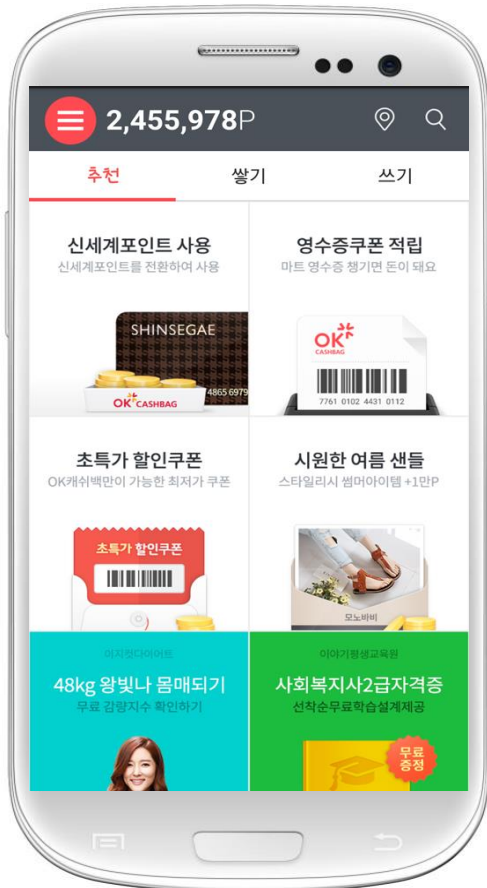 2,455,978P
추천 쌓기 쓰기
신세계포인트 사용
신세계포인트를 전환하여 사용
SHINSEGAE
4865 6979
OK CASHBAG
영수증쿠폰 적립
마트 영수증 챙기면 돈이 돼요
OK
CASHBAG
7761 0102 4431 0112
초특가 할인쿠폰
OK캐쉬백만이 가능한 최저가 쿠폰
초특가 할인쿠폰
시원한 여름 샌들
스타일리시 썸머아이템 +1만P
모노바비
이지컷다이어트
48kg 왕빛나 몸매되기
무료 감량지수 확인하기
이야기평생교육원
사회복지사2급자격증
선착순무료학습설계제공
무료
증정